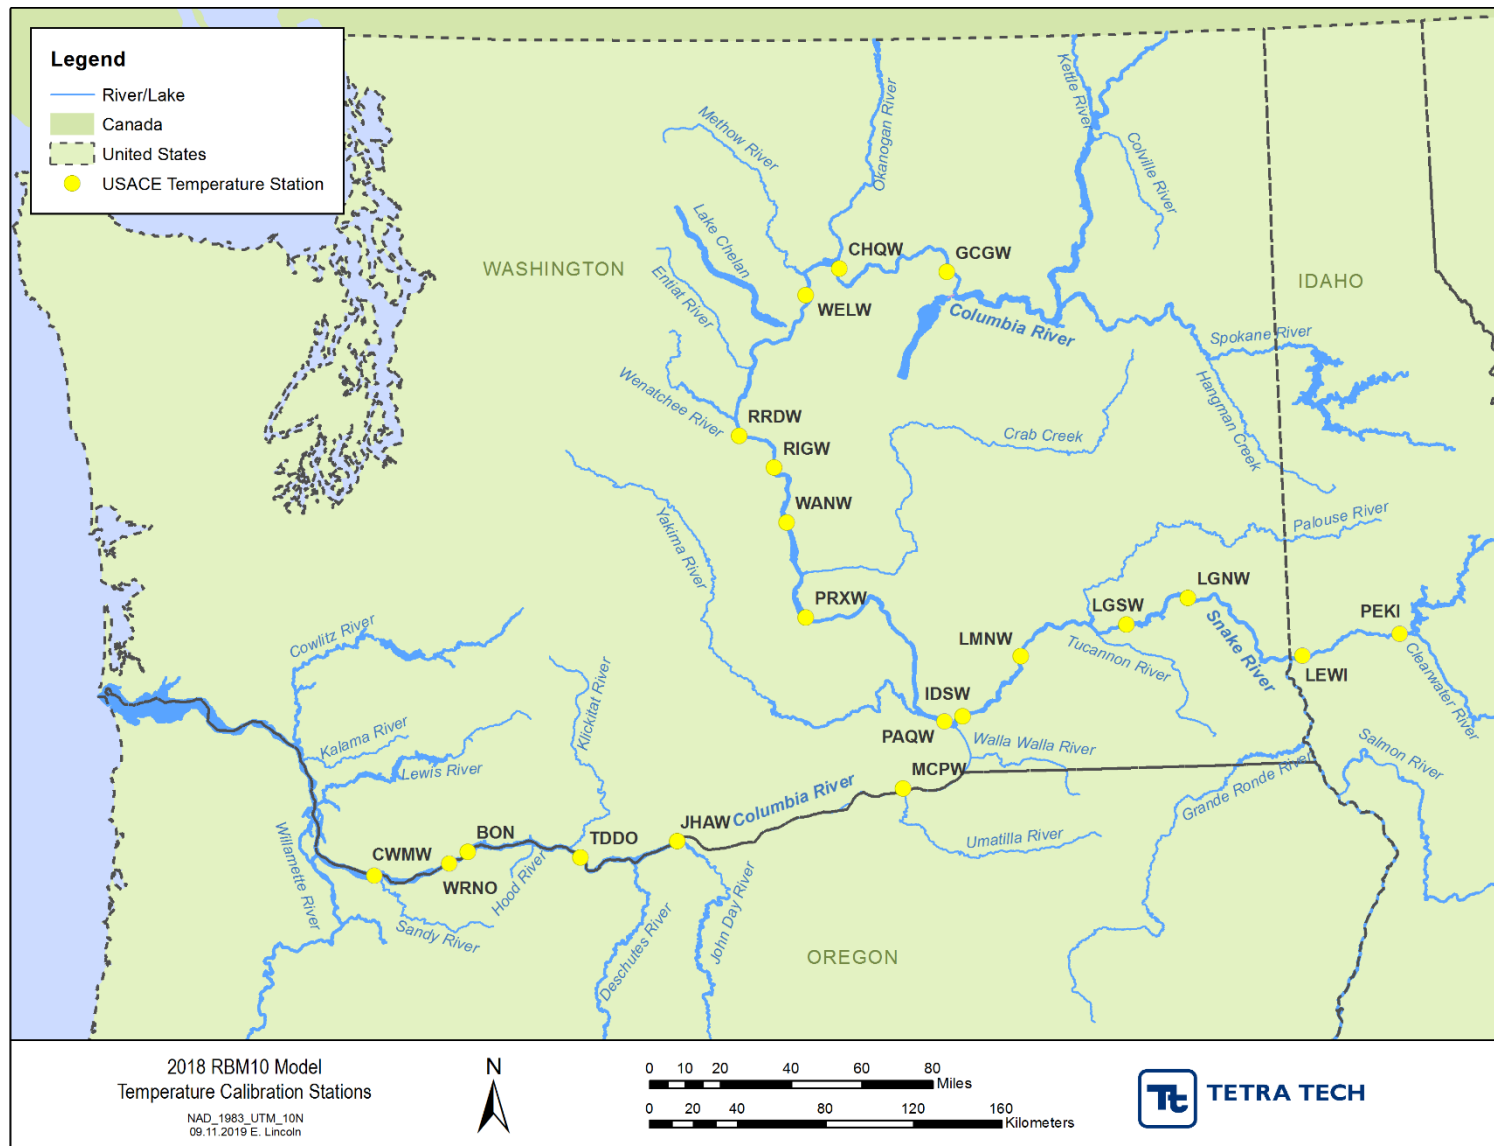 Legend
River/Lake
Canada
United States
USACE Temperature Station
WASHINGTON
IDAHO
OREGON
Methow River
Okanogan River
Kettle River
Colville River
Lake Chelan
Entiat River
CHQW
GCGW
WELW
Columbia River
Spokane River
Hangman Creek
Wenatchee River
RRDW
RIGW
Crab Creek
WANW
Yakima River
Palouse River
PRXW
LGNW
LGSW
PEKI
Snake River
LMNW
Tucannon River
LEWI
Clearwater River
Cowlitz River
Klickitat River
IDSW
PAQW
Walla Walla River
Kalama River
Lewis River
MCPW
Salmon River
Grande Ronde River
Columbia River
Willamette River
JHAW
Umatilla River
BON
TDDO
CWMW
WRNO
Hood River
Sandy River
Deschutes River
John Day River
2018 RBM10 Model
Temperature Calibration Stations
NAD_1983_UTM_10N
09.11.2019 E. Lincoln
N
0 10 20 40 60 80
Miles
0 20 40 80 120 160
Kilometers
Tt TETRA TECH